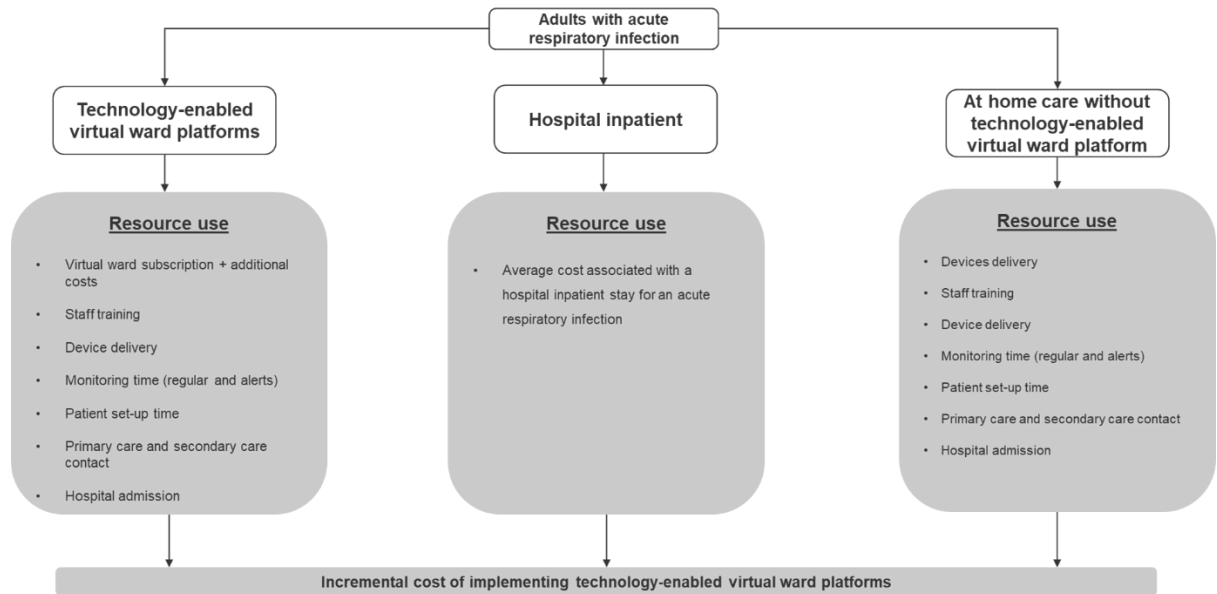 Adults with acute
respiratory infection
Technology-enabled
virtual ward platforms
Resource use
• Virtual ward subscription + additional
costs
• Staff training
• Device delivery
• Monitoring time (regular and alerts)
• Patient set-up time
• Primary care and secondary care
contact
• Hospital admission
Hospital inpatient
Resource use
• Average cost associated with a
hospital inpatient stay for an acute
respiratory infection
At home care without
technology-enabled
virtual ward platform
Resource use
• Devices delivery
• Staff training
• Device delivery
• Monitoring time (regular and alerts)
• Patient set-up time
• Primary care and secondary care contact
• Hospital admission
Incremental cost of implementing technology-enabled virtual ward platforms